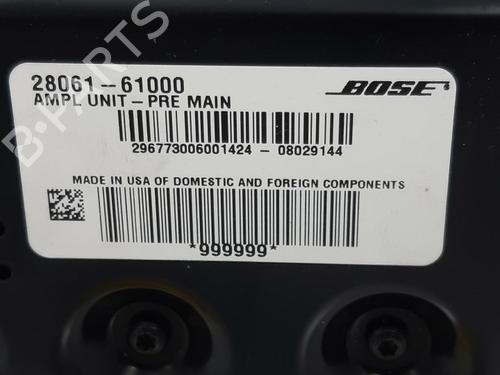 B-PARTS
28061-61000
AMPL UNIT-PRE MAIN
BOSE
296773006001424 - 08029144
MADE IN USA OF DOMESTIC AND FOREIGN COMPONENTS
*999999*